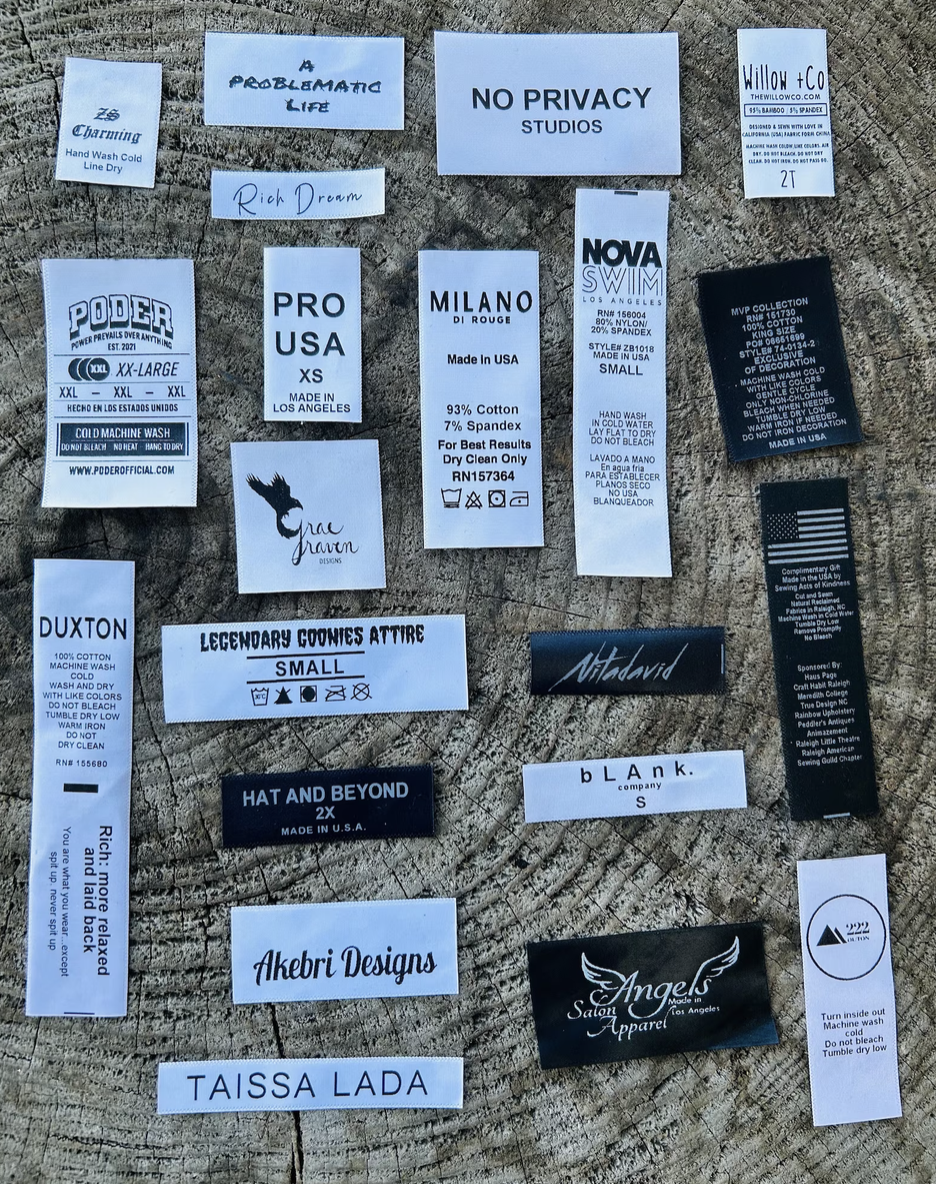 ZS
Charming
Hand Wash Cold
Line Dry
A
PROBLEMATIC
LIFE
NO PRIVACY
STUDIOS
Willow +Co
THEWILLOWCO.COM
95% BAMBOO / 5% SPANDEX
DESIGNED & SEWN WITH LOVE IN
CALIFORNIA (USA) FABRIC FORM CHINA
MACHINE WASH COLDW/LIKE COLORS. AIR
DRY. DO NOT BLEACH. DO NOT DRY
CLEAN. DO NOT IRON. DO NOT
2T
Rich Dream
PODER
POWER PREVAILS OVER ANYTHING
EST. 2021
XXL XX-LARGE
XXL – XXL – XXL
HECHO EN LOS ESTADOS UNIDOS
COLD MACHINE WASH
DO NOT BLEACH NO HEAT HANG TO DRY
WWW.PODEROFFICIAL.COM
PRO
USA
XS
MADE IN
LOS ANGELES
MILANO
DI ROUGE
Made in USA
93% Cotton
7% Spandex
For Best Results
Dry Clean Only
RN157364
NOVA
SWIM
LOS ANGELES
RN# 156004
80% NYLON/
20% SPANDEX
STYLE# ZB1018
MADE IN USA
SMALL
HAND WASH
IN COLD WATER
LAY FLAT TO DRY
DO NOT BLEACH
LAVADO A MANO
En agua fria
PARA ESTABLECER
PLANOS SECO
NO USA
BLANQUEADOR
MVP COLLECTION
RN# 151730
100% COTTON
KING SIZE
PO# 08661699
STYLE# 74-0134-2
EXCLUSIVE
OF DECORATION
MACHINE WASH COLD
WITH LIKE COLORS
GENTLE CYCLE
ONLY NON-CHLORINE
BLEACH WHEN NEEDED
TUMBLE DRY LOW
WARM IRON IF NEEDED
DO NOT IRON DECORATION
MADE IN USA
Grae
Graven
DESIGNS
Complimentary Gift
Made in the USA by
Sewing Acts of Kindness
Cut and Sewn
Natural Reclaimed
Fabrics in Raleigh, NC
Machine Wash in Cold Water
Tumble Dry Low
Remove Promptly
No Bleach
Sponsored By:
Haus Page
Craft Habit Raleigh
Meredith College
True Design NC
Rainbow Upholstery
Peddler's Antiques
Animazement
Raleigh Little Theatre
Raleigh American
Sewing Guild Chapter
DUXTON
100% COTTON
MACHINE WASH
COLD
WASH AND DRY
WITH LIKE COLORS
DO NOT BLEACH
TUMBLE DRY LOW
WARM IRON
DO NOT
DRY CLEAN
RN# 155680
Rich: more relaxed
and laid back
You are what you wear...except
spit up. never spit up
LEGENDARY GOONIES ATTIRE
SMALL
Nitadavid
HAT AND BEYOND
2X
MADE IN U.S.A.
bLAnk.
company
S
Akebri Designs
Angels
Salon
Apparel
Made in
Los Angeles
222
DUTOS
Turn inside out
Machine wash
cold
Do not bleach
Tumble dry low
TAISSA LADA